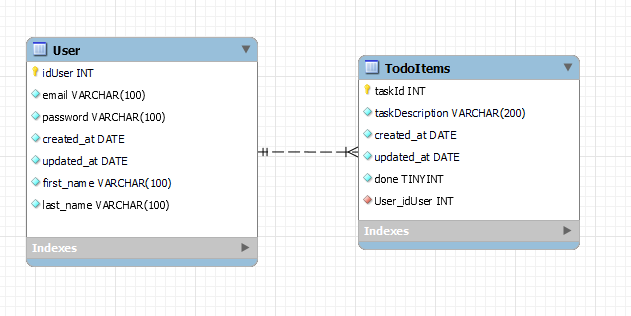 User
idUser INT
email VARCHAR(100)
password VARCHAR(100)
created_at DATE
updated_at DATE
first_name VARCHAR(100)
last_name VARCHAR(100)
Indexes
TodoItems
taskId INT
taskDescription VARCHAR(200)
created_at DATE
updated_at DATE
done TINYINT
User_idUser INT
Indexes